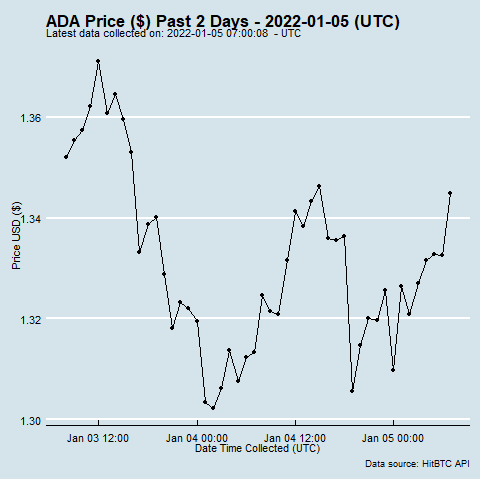 ADA Price ($) Past 2 Days - 2022-01-05 (UTC)
Latest data collected on: 2022-01-05 07:00:08 - UTC
1.36
1.34
Price USD ($)
1.32
1.30
Jan 03 12:00 Jan 04 00:00 Jan 04 12:00 Jan 05 00:00
Date Time Collected (UTC)
Data source: HitBTC API